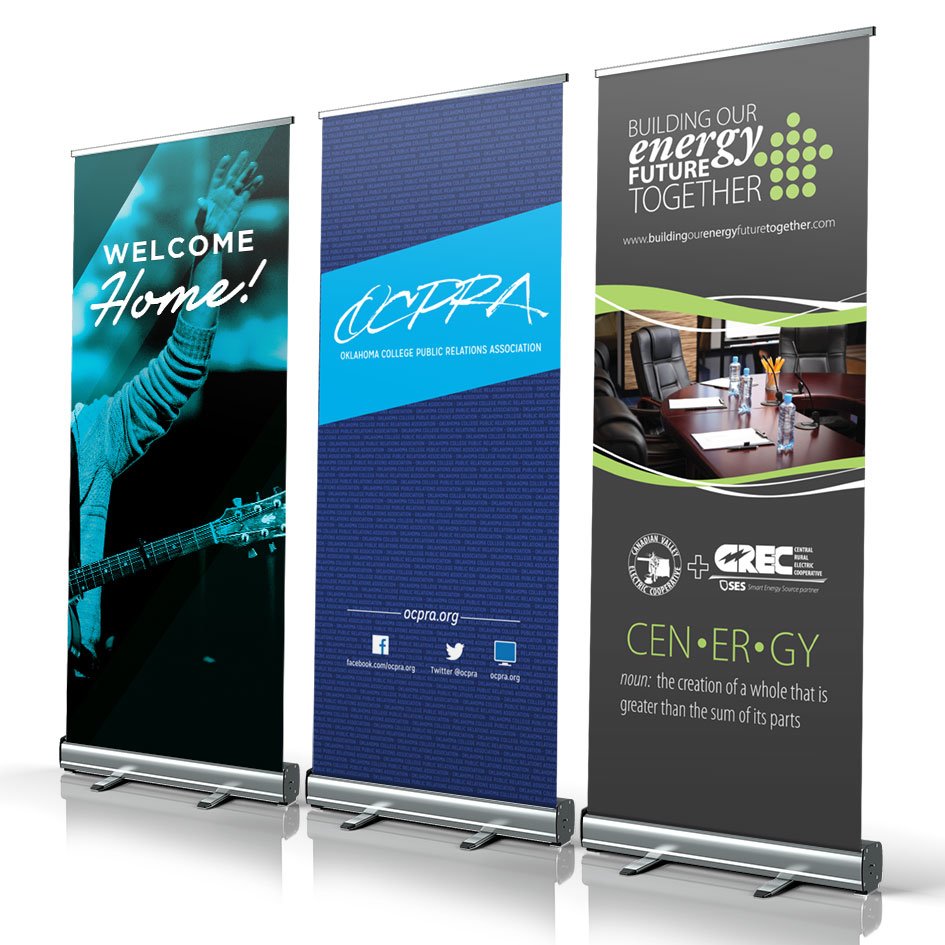 WELCOME
Home!
OCPRA
OKLAHOMA COLLEGE PUBLIC RELATIONS ASSOCIATION
ocpra.org
facebook.com/ocpra.org
Twitter @ocpra
ocpra.org
BUILDING OUR
energy
FUTURE
TOGETHER
www.buildingourenergyfuturetogether.com
CANADIAN VALLEY
ELECTRIC COOPERATIVE
+
CREC
CENTRAL
RURAL
ELECTRIC
COOPERATIVE
SES Smart Energy Source partner
CEN•ER•GY
noun: the creation of a whole that is
greater than the sum of its parts